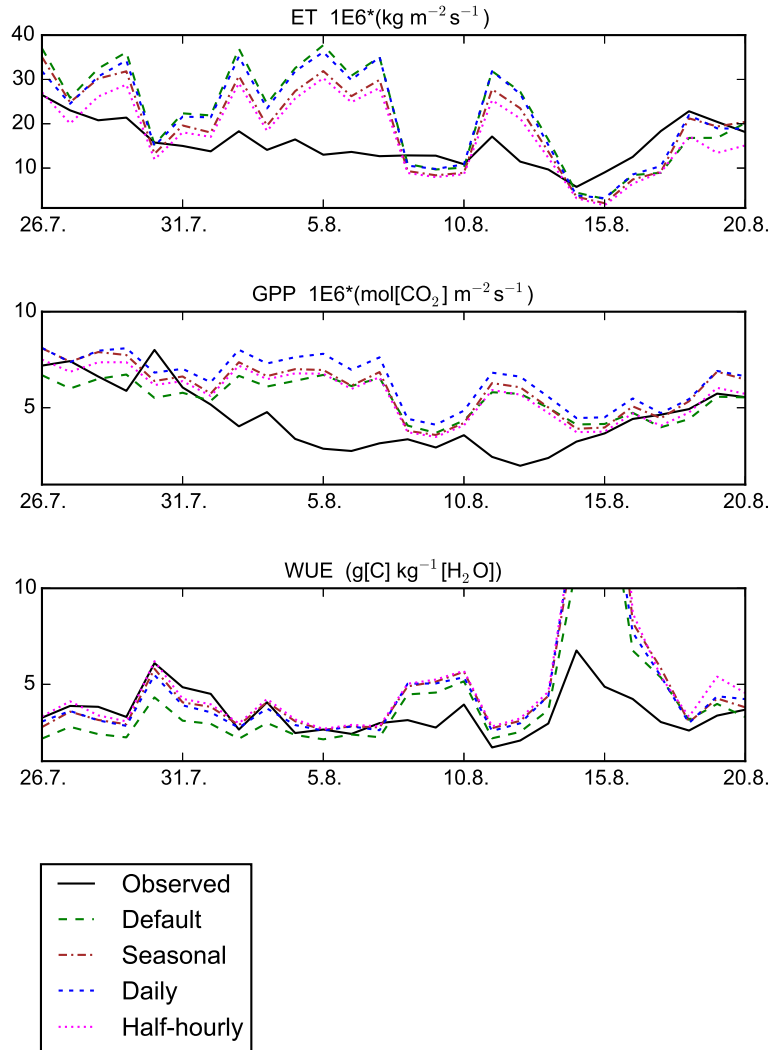 ET 1E6*(kg m⁻² s⁻¹)
40
30
20
10
26.7. 31.7. 5.8. 10.8. 15.8. 20.8.
GPP 1E6*(mol[CO₂] m⁻² s⁻¹)
10
5
26.7. 31.7. 5.8. 10.8. 15.8. 20.8.
WUE (g[C] kg⁻¹ [H₂O])
10
5
26.7. 31.7. 5.8. 10.8. 15.8. 20.8.
Observed
Default
Seasonal
Daily
Half-hourly